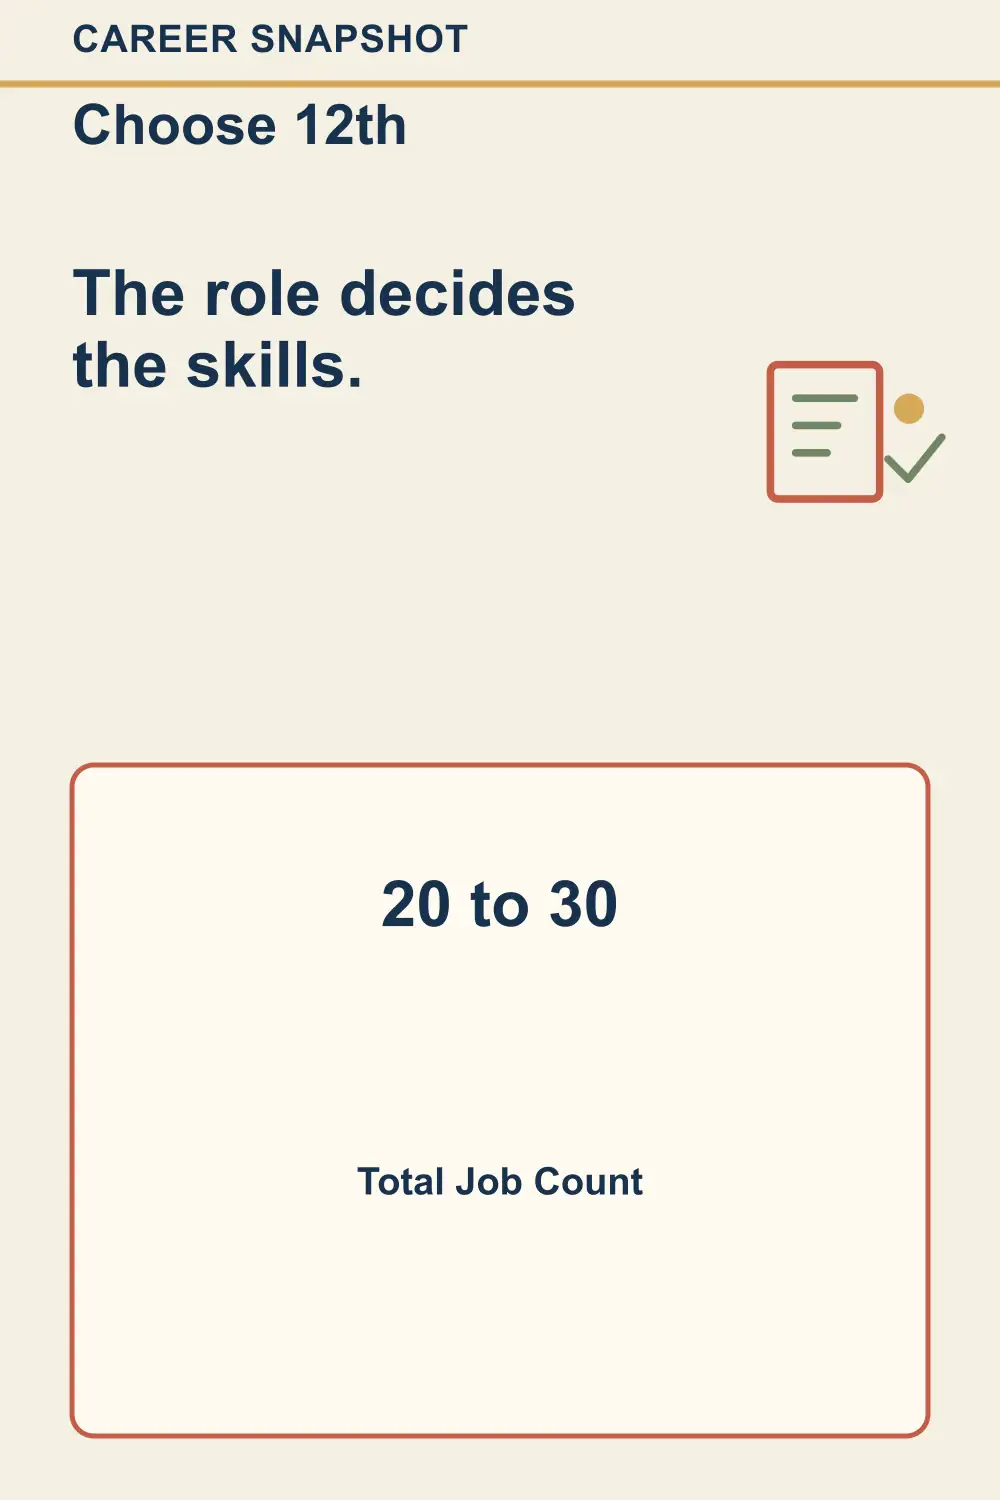 CAREER SNAPSHOT
Choose 12th
The role decides
the skills.
20 to 30
Total Job Count